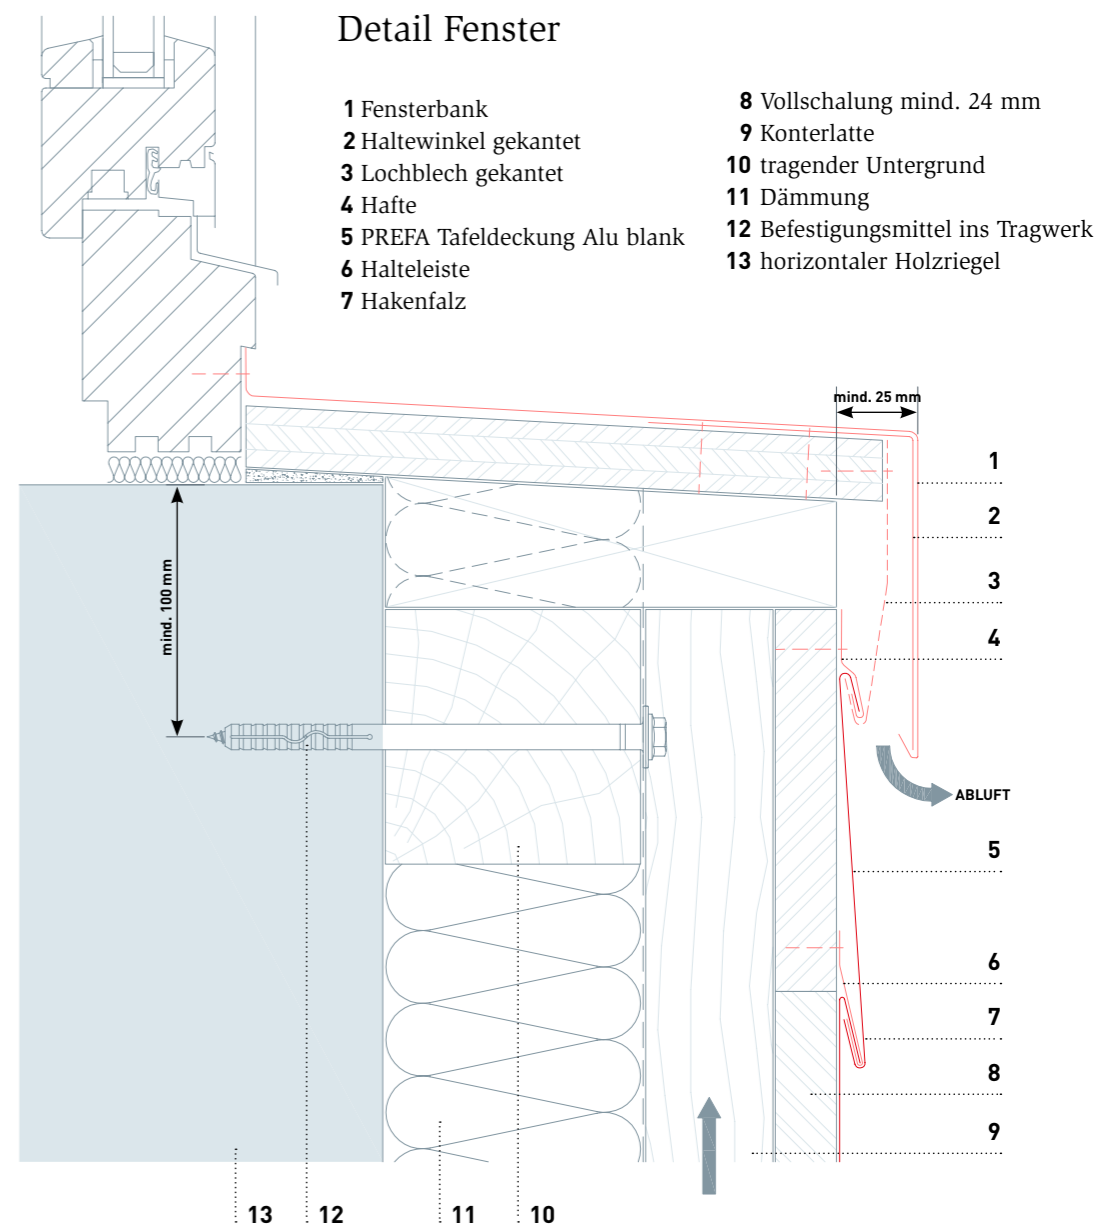 Detail Fenster
1 Fensterbank
2 Haltewinkel gekantet
3 Lochblech gekantet
4 Hafte
5 PREFA Tafeldeckung Alu blank
6 Halteleiste
7 Hakenfalz
8 Vollschalung mind. 24 mm
9 Konterlatte
10 tragender Untergrund
11 Dämmung
12 Befestigungsmittel ins Tragwerk
13 horizontaler Holzriegel
mind. 25 mm
1
2
3
mind. 100 mm
4
ABLUFT
5
6
7
8
9
13
12
11
10